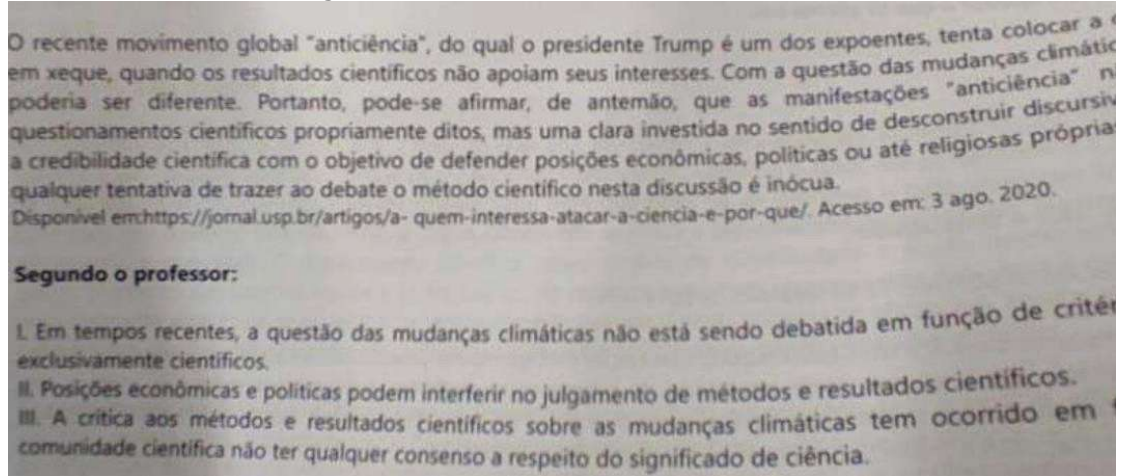 O recente movimento global "anticiência", do qual o presidente Trump é um dos expoentes, tenta colocar a
em xeque, quando os resultados científicos não apoiam seus interesses. Com a questão das mudanças
poderia ser diferente. Portanto, pode-se afirmar, de antemão, que as manifestações "anticiência"
questionamentos científicos propriamente ditos, mas uma clara investida no sentido de desconstruir
a credibilidade científica com o objetivo de defender posições econômicas, políticas ou até religiosas
qualquer tentativa de trazer ao debate o método científico nesta discussão é inócua.
Disponível em:https://jornal.usp.br/artigos/a- quem-interessa-atacar-a-ciencia-e-por-que/. Acesso em: 3 ago. 2020.
Segundo o professor:
I. Em tempos recentes, a questão das mudanças climáticas não está sendo debatida em função de
exclusivamente científicos.
II. Posições econômicas e políticas podem interferir no julgamento de métodos e resultados científicos.
III. A crítica aos métodos e resultados científicos sobre as mudanças climáticas tem ocorrido em
comunidade científica não ter qualquer consenso a respeito do significado de ciência.